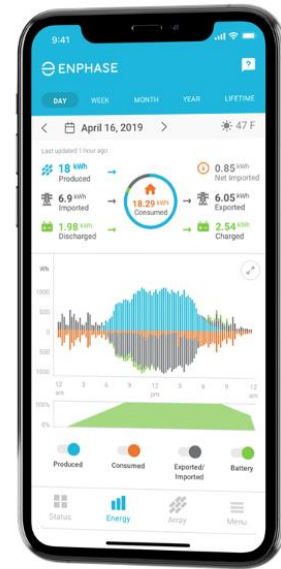 9:41
ENPHASE
?
DAY WEEK MONTH YEAR LIFETIME
< April 16, 2019 > 47 F
Last updated 1 hour ago
18 kWh Produced
0.85 kWh Net Imported
6.9 kWh Imported
18.29 kWh Consumed
6.05 kWh Exported
1.98 kWh Discharged
2.54 kWh Charged
Wh
1000
500
0
500
1000
12 am 3 6 9 12 pm 3 6 9 12 am
100%
0%
Produced Consumed Exported/Imported Battery
Status Energy Array Menu